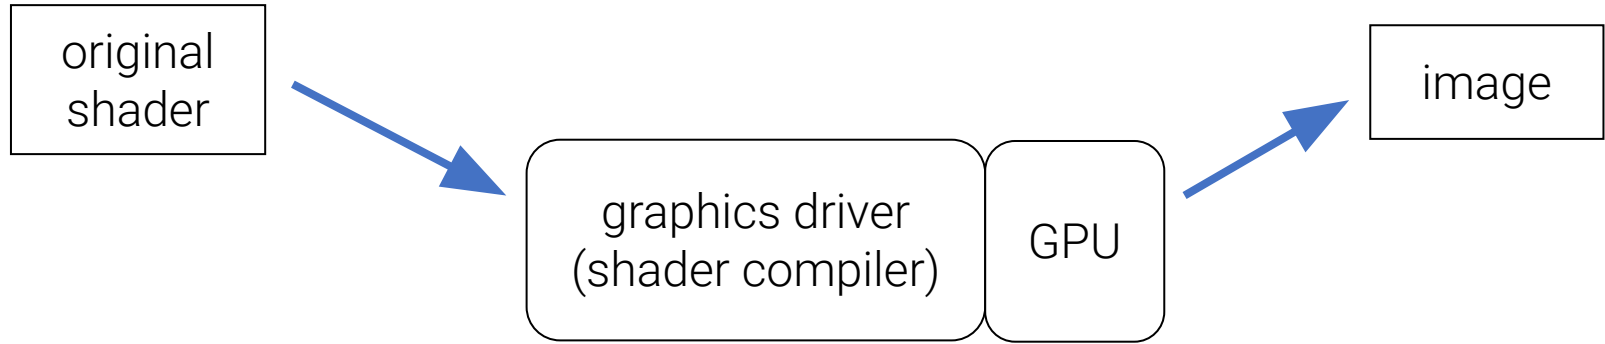 original
shader
graphics driver
(shader compiler)
GPU
image